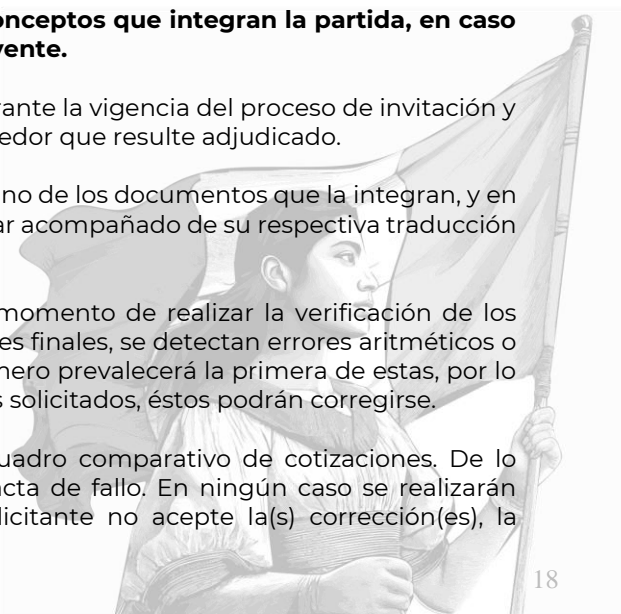 onceptos que integran la partida, en caso
vente.
rante la vigencia del proceso de invitación y
edor que resulte adjudicado.
no de los documentos que la integran, y en
ar acompañado de su respectiva traducción
momento de realizar la verificación de los
es finales, se detectan errores aritméticos o
nero prevalecerá la primera de estas, por lo
s solicitados, éstos podrán corregirse.
uadro comparativo de cotizaciones. De lo
acta de fallo. En ningún caso se realizarán
licitante no acepte la(s) corrección(es), la
18